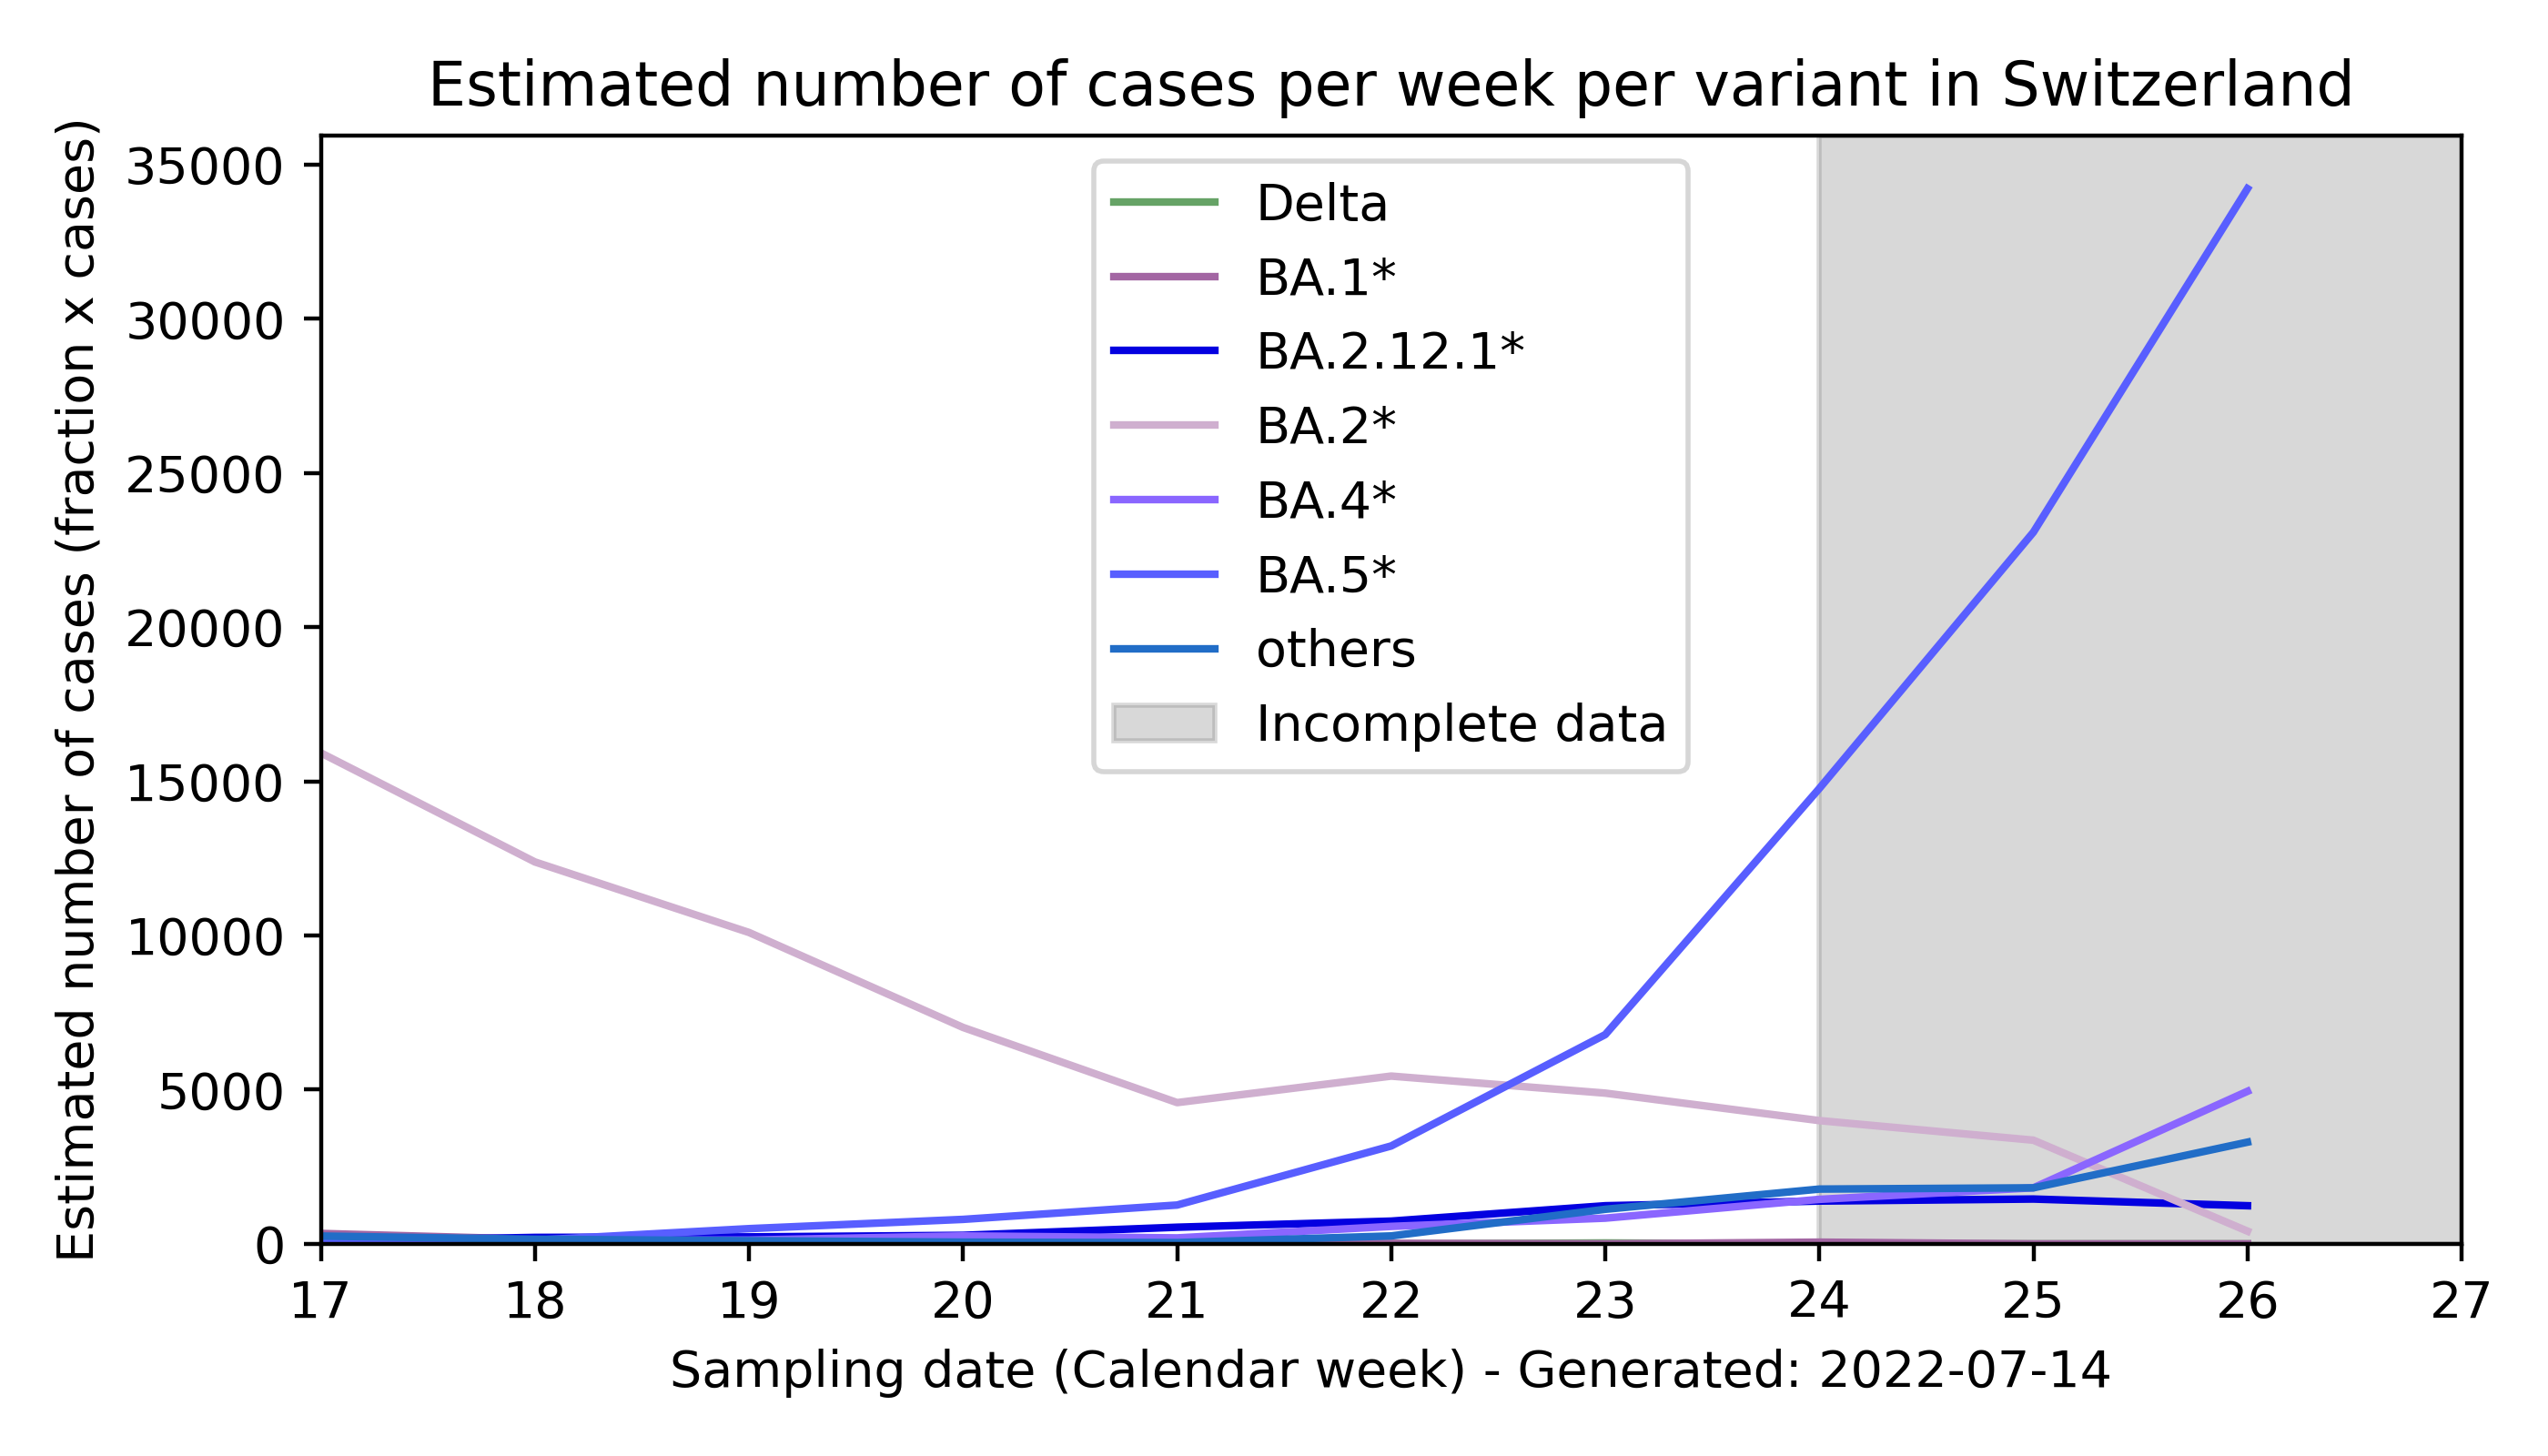 Estimated number of cases per week per variant in Switzerland
Estimated number of cases (fraction x cases)
35000
30000
25000
20000
15000
10000
5000
0
Delta
BA.1*
BA.2.12.1*
BA.2*
BA.4*
BA.5*
others
Incomplete data
17 18 19 20 21 22 23 24 25 26 27
Sampling date (Calendar week) - Generated: 2022-07-14